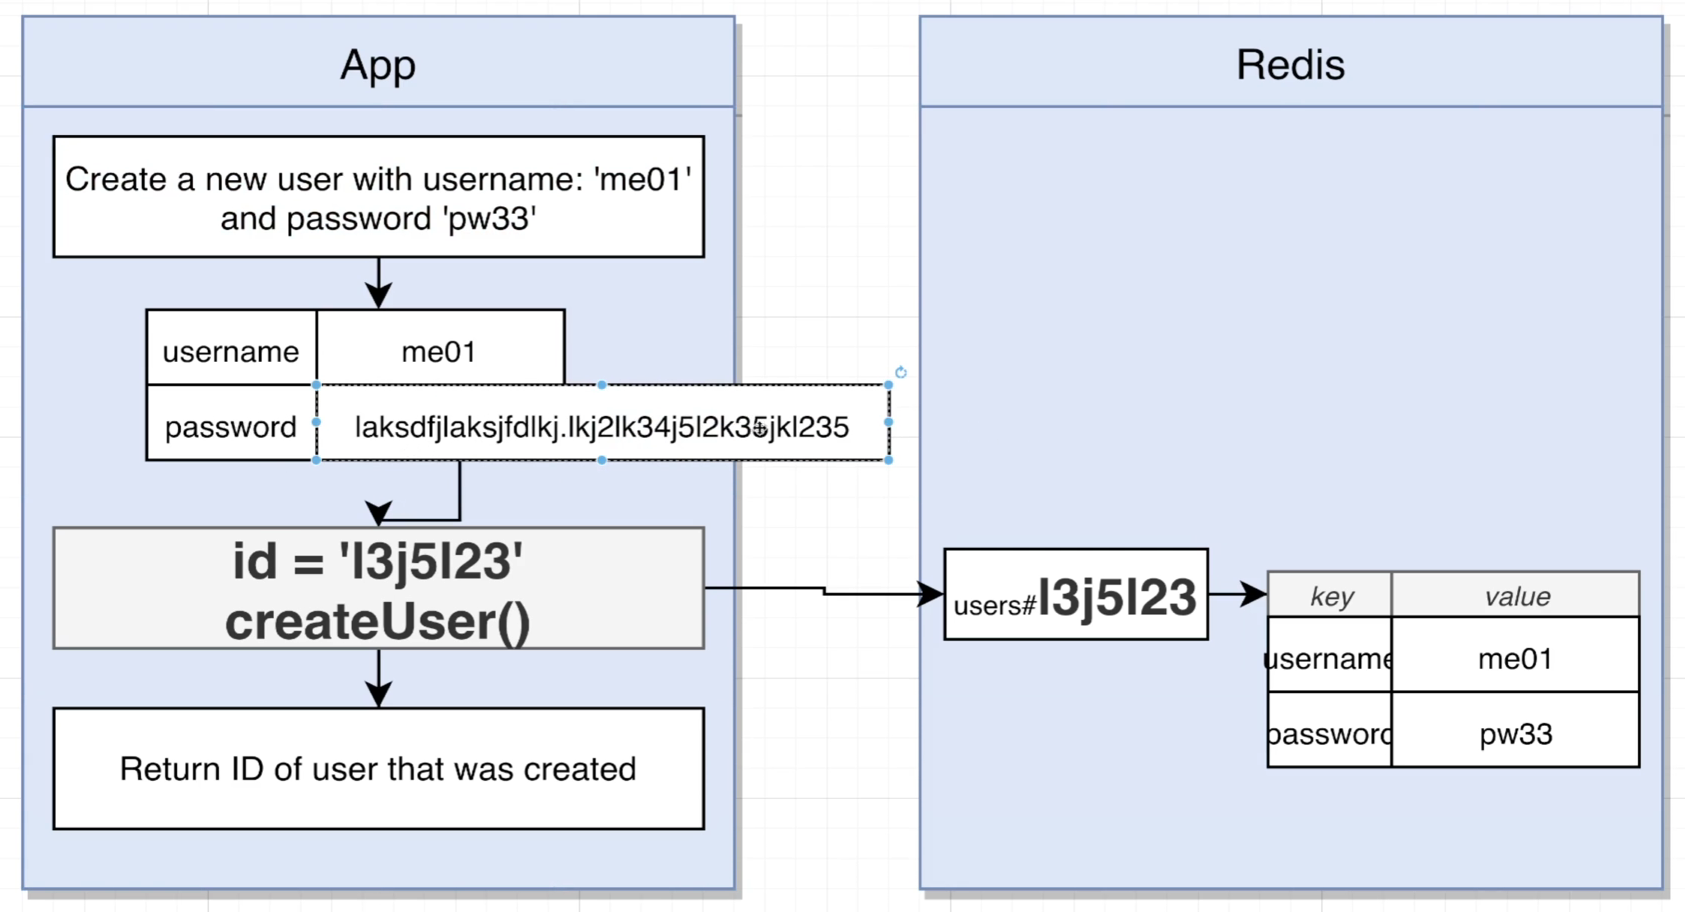 App
Create a new user with username: 'me01'
and password 'pw33'
username
me01
password
laksdfjlaksjfdlkj.lkj2lk34j5l2k35jkl235
id = 'l3j5l23'
createUser()
Return ID of user that was created
Redis
users#l3j5l23
key
value
username
me01
password
pw33